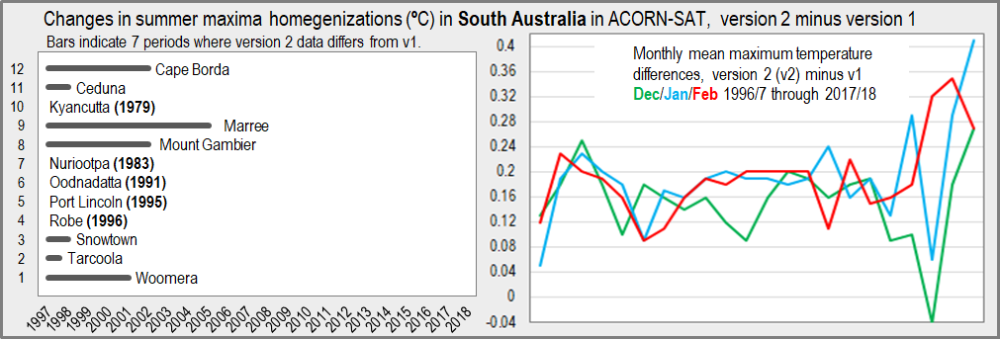 Changes in summer maxima homegenizations (ºC) in South Australia in ACORN-SAT, version 2 minus version 1
Bars indicate 7 periods where version 2 data differs from v1.
12 Cape Borda
11 Ceduna
10 Kyancutta (1979)
9 Marree
8 Mount Gambier
7 Nuriootpa (1983)
6 Oodnadatta (1991)
5 Port Lincoln (1995)
4 Robe (1996)
3 Snowtown
2 Tarcoola
1 Woomera
1997 1998 1999 2000 2001 2002 2003 2004 2005 2006 2007 2008 2009 2010 2011 2012 2013 2014 2015 2016 2017 2018
Monthly mean maximum temperature
differences, version 2 (v2) minus v1
Dec/Jan/Feb 1996/7 through 2017/18
0.4
0.36
0.32
0.28
0.24
0.2
0.16
0.12
0.08
0.04
0
-0.04